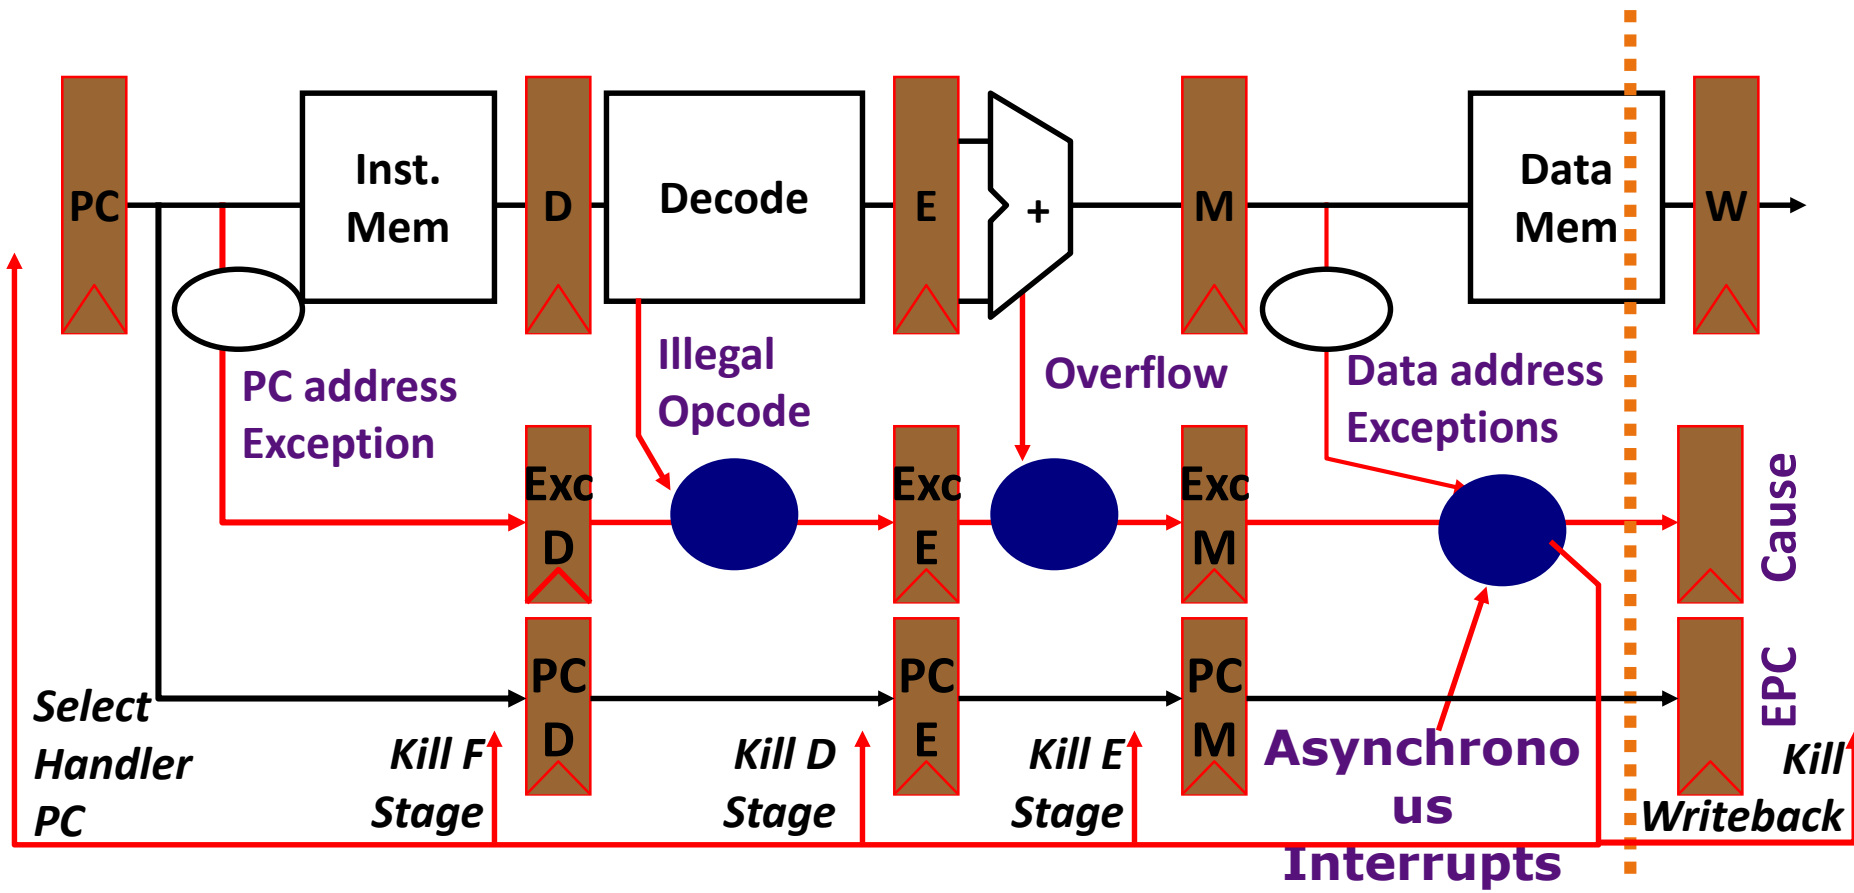 PC
Inst.
Mem
D
Decode
E
+
M
Data
Mem
W
PC address
Exception
Illegal
Opcode
Overflow
Data address
Exceptions
Exc
D
Exc
E
Exc
M
Cause
PC
D
PC
E
PC
M
EPC
Select
Handler
PC
Kill F
Stage
Kill D
Stage
Kill E
Stage
Asynchrono
us
Interrupts
Kill
Writeback